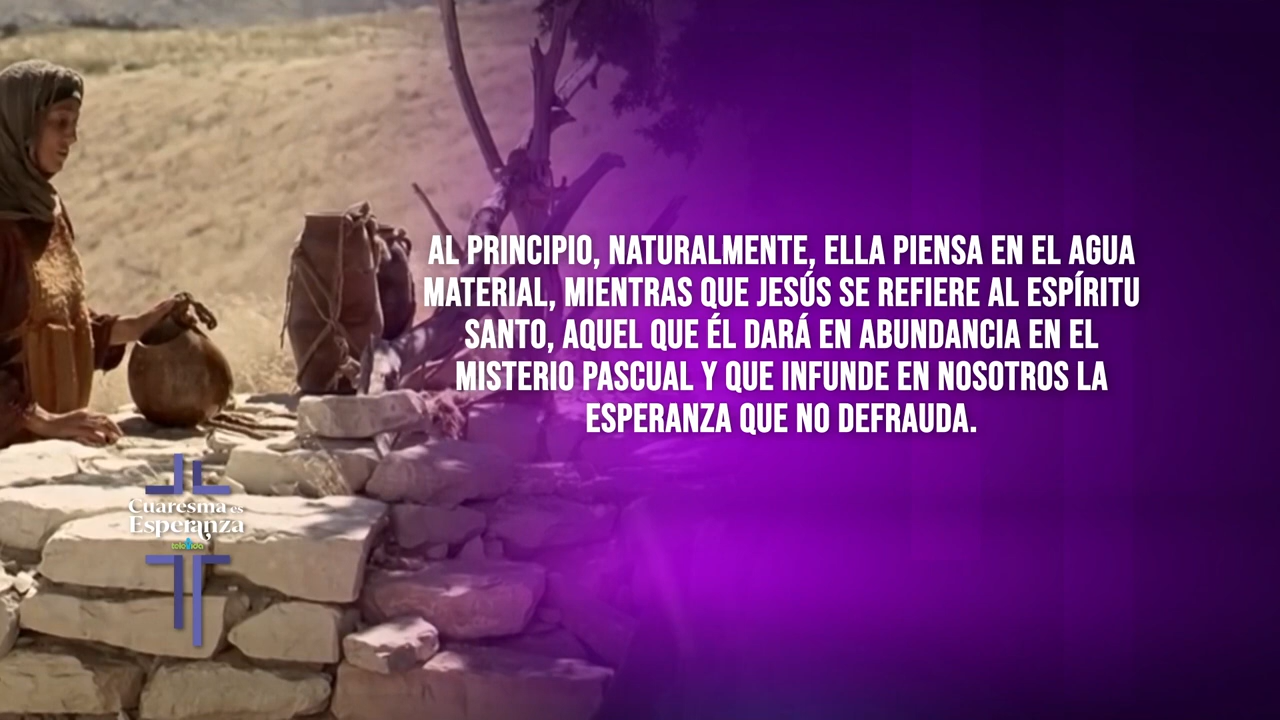 AL PRINCIPIO, NATURALMENTE, ELLA PIENSA EN EL AGUA
MATERIAL, MIENTRAS QUE JESÚS SE REFIERE AL ESPÍRITU
SANTO, AQUEL QUE ÉL DARÁ EN ABUNDANCIA EN EL
MISTERIO PASCUAL Y QUE INFUNDE EN NOSOTROS LA
ESPERANZA QUE NO DEFRAUDA.
Cuaresma es
Esperanza
televida